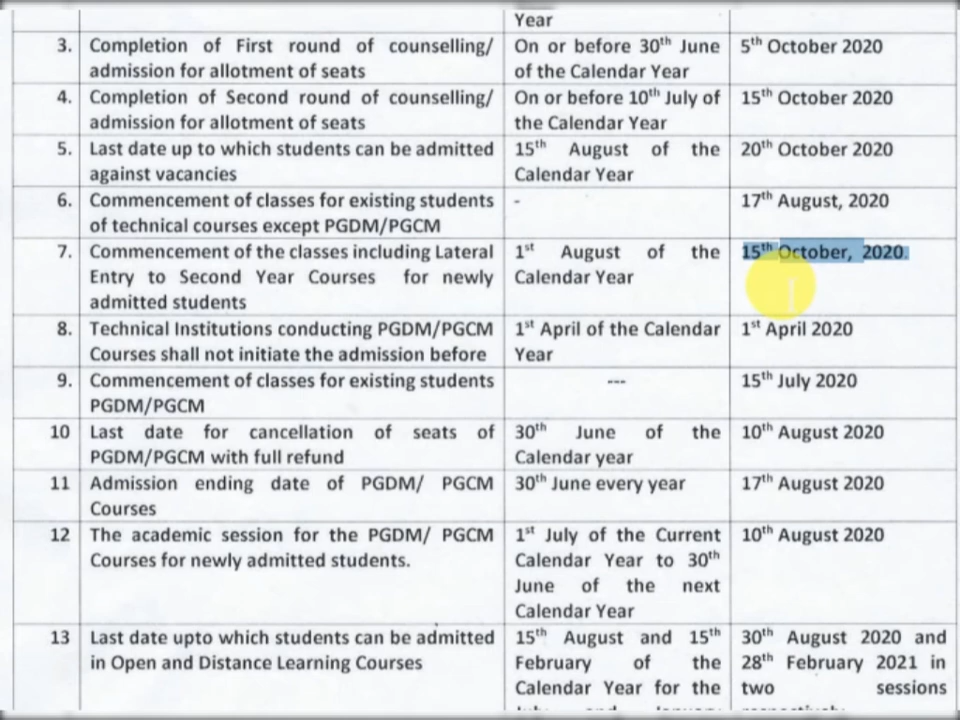 Year
3. Completion of First round of counselling/ On or before 30th June 5th October 2020
admission for allotment of seats of the Calendar Year
4. Completion of Second round of counselling/ On or before 10th July of 15th October 2020
admission for allotment of seats the Calendar Year
5. Last date up to which students can be admitted 15th August of the 20th October 2020
against vacancies Calendar Year
6. Commencement of classes for existing students - 17th August, 2020
of technical courses except PGDM/PGCM
7. Commencement of the classes including Lateral 1st August of the 15th October, 2020.
Entry to Second Year Courses for newly Calendar Year
admitted students
8. Technical Institutions conducting PGDM/PGCM 1st April of the Calendar 1st April 2020
Courses shall not initiate the admission before Year
9. Commencement of classes for existing students --- 15th July 2020
PGDM/PGCM
10 Last date for cancellation of seats of 30th June of the 10th August 2020
PGDM/PGCM with full refund Calendar year
11 Admission ending date of PGDM/ PGCM 30th June every year 17th August 2020
Courses
12 The academic session for the PGDM/ PGCM 1st July of the Current 10th August 2020
Courses for newly admitted students. Calendar Year to 30th
June of the next
Calendar Year
13 Last date upto which students can be admitted 15th August and 15th 30th August 2020 and
in Open and Distance Learning Courses February of the 28th February 2021 in
Calendar Year for the two sessions